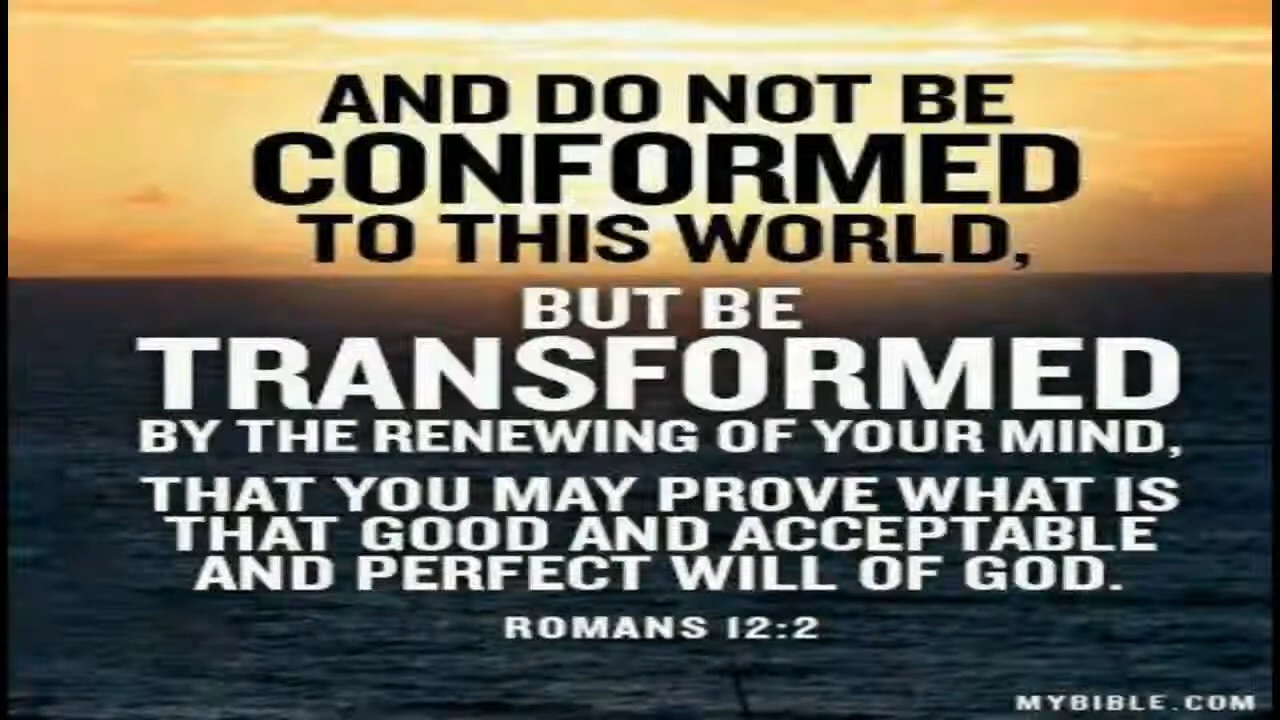 AND DO NOT BE
CONFORMED
TO THIS WORLD,
BUT BE
TRANSFORMED
BY THE RENEWING OF YOUR MIND,
THAT YOU MAY PROVE WHAT IS
THAT GOOD AND ACCEPTABLE
AND PERFECT WILL OF GOD.
ROMANS 12:2
MYBIBLE.COM